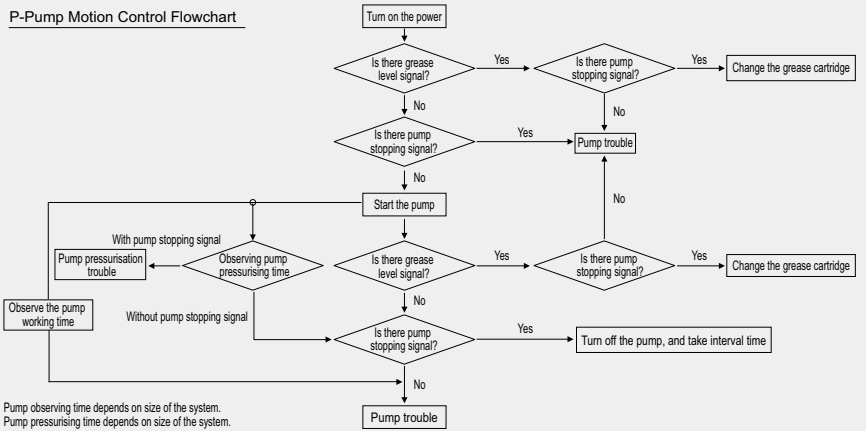 P-Pump Motion Control Flowchart
Turn on the power
Is there grease
level signal?
Yes
Is there pump
stopping signal?
Yes
Change the grease cartridge
No
No
Is there pump
stopping signal?
Yes
Pump trouble
No
Start the pump
No
With pump stopping signal
Pump pressurisation
trouble
Observing pump
pressurising time
Is there grease
level signal?
Yes
Is there pump
stopping signal?
Yes
Change the grease cartridge
Observe the pump
working time
No
Without pump stopping signal
Is there pump
stopping signal?
Yes
Turn off the pump, and take interval time
No
Pump trouble
Pump observing time depends on size of the system.
Pump pressurising time depends on size of the system.